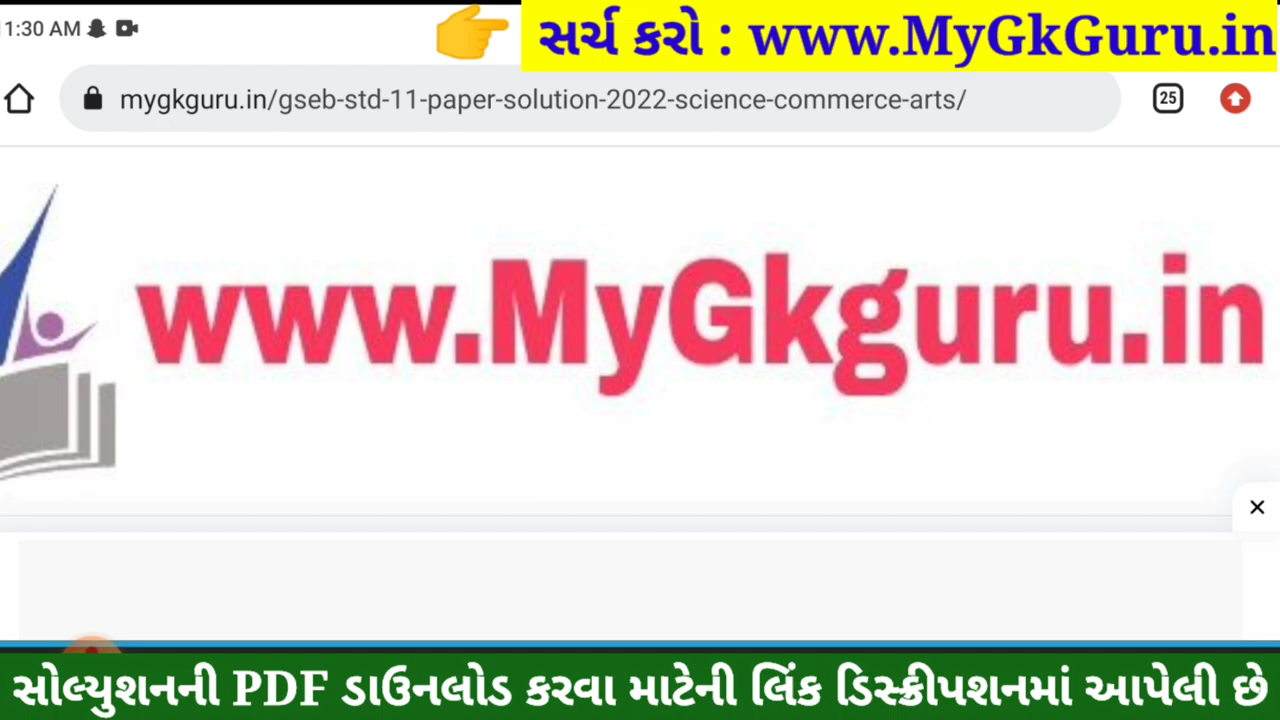 સર્ચ કરો : www.MyGkGuru.in
11:30 AM
mygkguru.in/gseb-std-11-paper-solution-2022-science-commerce-arts/
25
www.MyGkguru.in
સોલ્યુશનની PDF ડાઉનલોડ કરવા માટેની લિંક ડિસ્ક્રીપશનમાં આપેલી છે